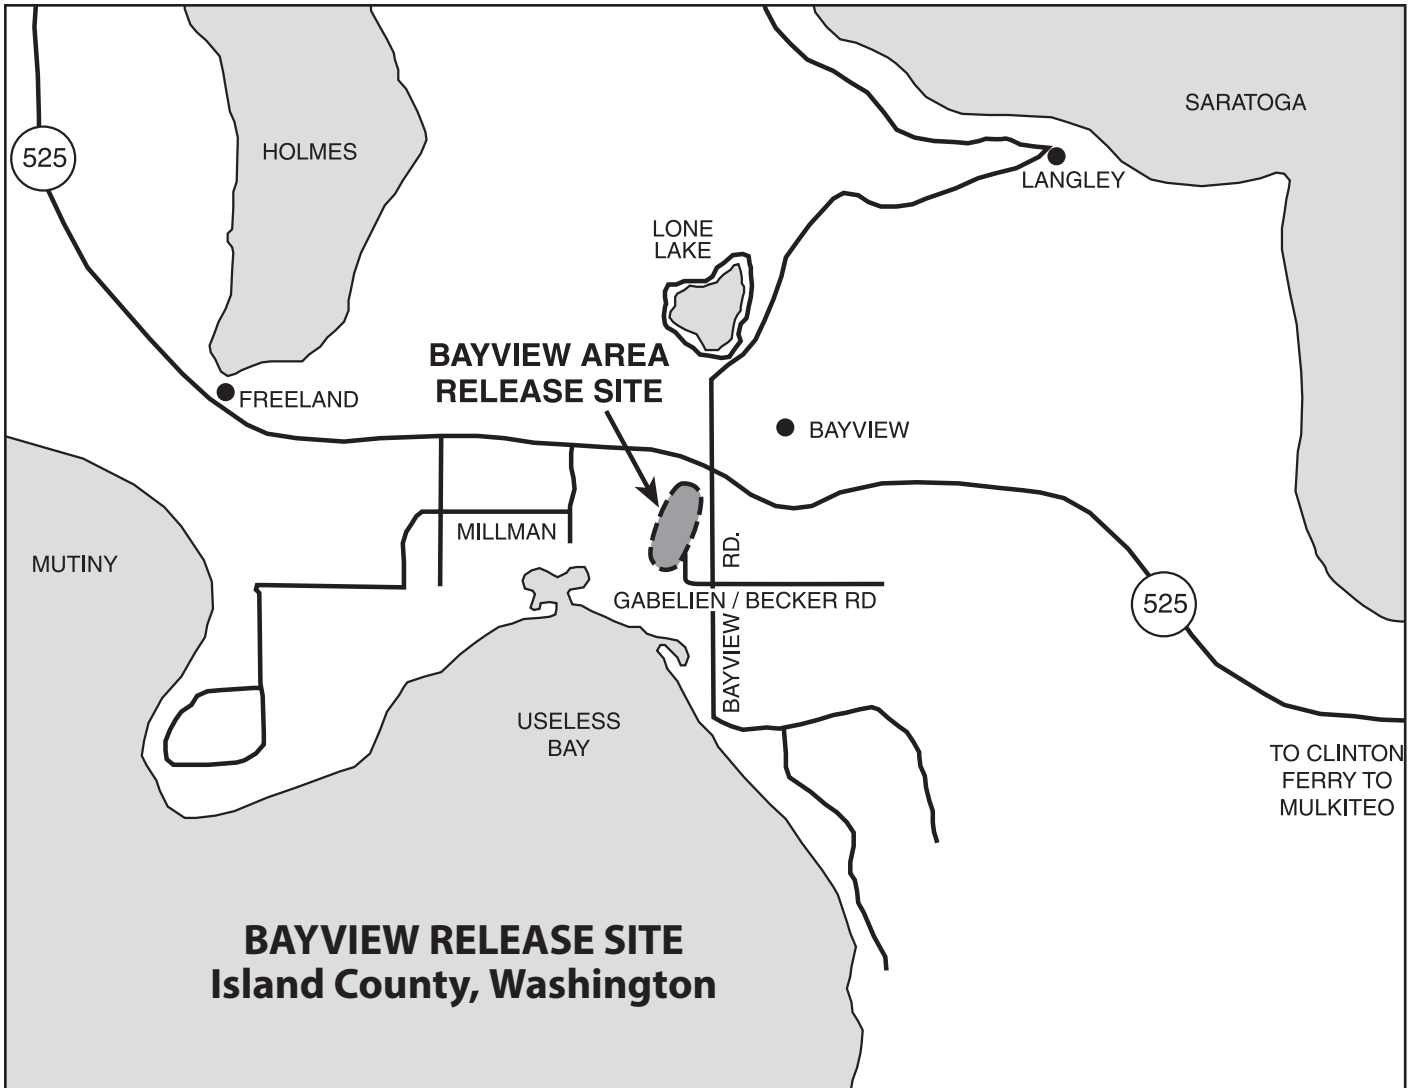 SARATOGA
525
HOLMES
LANGLEY
LONE
LAKE
BAYVIEW AREA
RELEASE SITE
FREELAND
BAYVIEW
MILLMAN
MUTINY
BAYVIEW RD.
GABELIEN / BECKER RD
525
USELESS
BAY
TO CLINTON
FERRY TO
MULKITEO
BAYVIEW RELEASE SITE
Island County, Washington